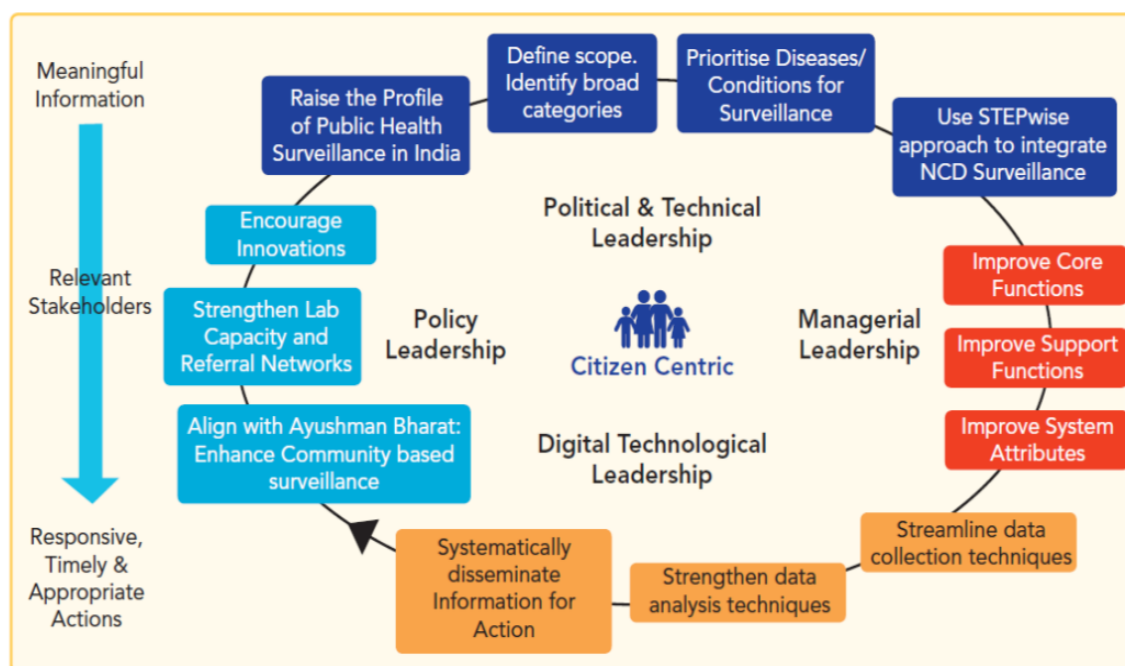 Meaningful
Information
Relevant
Stakeholders
Responsive,
Timely &
Appropriate
Actions
Raise the Profile
of Public Health
Surveillance in India
Define scope.
Identify broad
categories
Prioritise Diseases/
Conditions for
Surveillance
Use STEPwise
approach to integrate
NCD Surveillance
Encourage
Innovations
Strengthen Lab
Capacity and
Referral Networks
Align with Ayushman Bharat:
Enhance Community based
surveillance
Political & Technical
Leadership
Policy
Leadership
Citizen Centric
Managerial
Leadership
Digital Technological
Leadership
Improve Core
Functions
Improve Support
Functions
Improve System
Attributes
Streamline data
collection techniques
Strengthen data
analysis techniques
Systematically
disseminate
Information for
Action